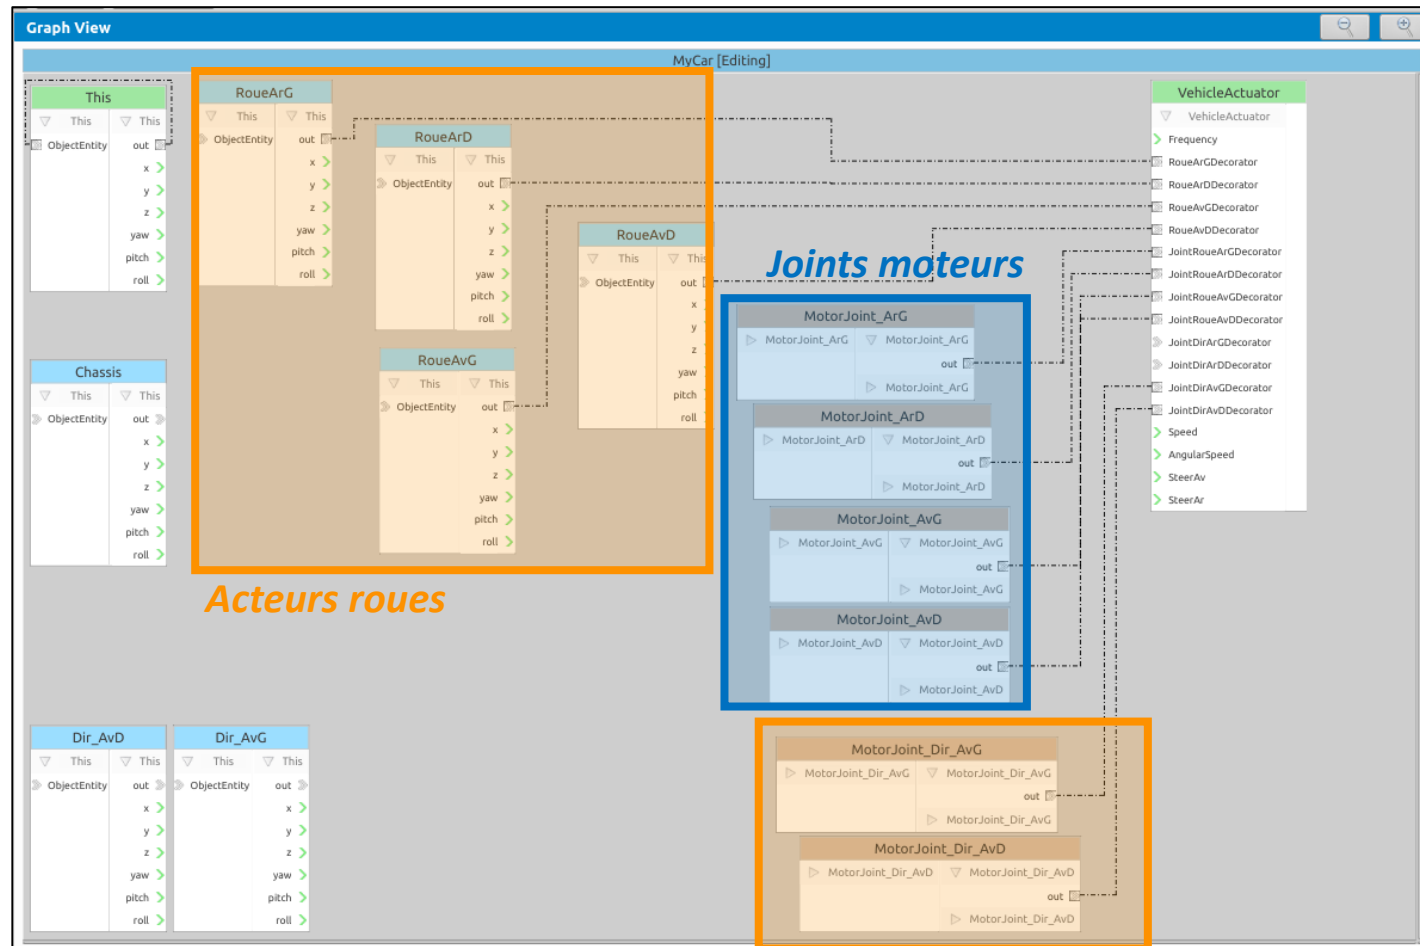 Graph View
MyCar [Editing]
This
This This
ObjectEntity out
x
y
z
yaw
pitch
roll
RoueArG
This This
ObjectEntity out
x
y
z
yaw
pitch
roll
RoueArD
This This
ObjectEntity out
x
y
z
yaw
pitch
roll
RoueAvD
This This
ObjectEntity out
x
y
z
yaw
pitch
roll
RoueAvG
This This
ObjectEntity out
x
y
z
yaw
pitch
roll
Acteurs roues
Chassis
This This
ObjectEntity out
x
y
z
yaw
pitch
roll
Dir_AvD
This This
ObjectEntity out
x
y
z
yaw
pitch
roll
Dir_AvG
This This
ObjectEntity out
x
y
z
yaw
pitch
roll
Joints moteurs
MotorJoint_ArG
MotorJoint_ArG MotorJoint_ArG
out
MotorJoint_ArG
MotorJoint_ArD
MotorJoint_ArD MotorJoint_ArD
out
MotorJoint_ArD
MotorJoint_AvG
MotorJoint_AvG MotorJoint_AvG
out
MotorJoint_AvG
MotorJoint_AvD
MotorJoint_AvD MotorJoint_AvD
out
MotorJoint_AvD
MotorJoint_Dir_AvG
MotorJoint_Dir_AvG MotorJoint_Dir_AvG
out
MotorJoint_Dir_AvG
MotorJoint_Dir_AvD
MotorJoint_Dir_AvD MotorJoint_Dir_AvD
out
MotorJoint_Dir_AvD
VehicleActuator
VehicleActuator
Frequency
RoueArGDecorator
RoueArDDecorator
RoueAvGDecorator
RoueAvDDecorator
JointRoueArGDecorator
JointRoueArDDecorator
JointRoueAvGDecorator
JointRoueAvDDecorator
JointDirArGDecorator
JointDirArDDecorator
JointDirAvGDecorator
JointDirAvDDecorator
Speed
AngularSpeed
SteerAv
SteerAr